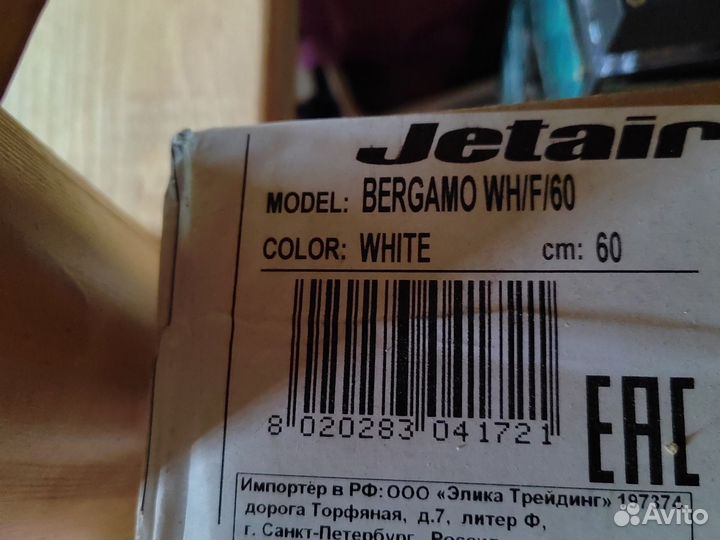 Jetair
MODEL: BERGAMO WH/F/60
COLOR: WHITE cm: 60
8 020283 041721
EAC
Импортёр в РФ: ООО «Элика Трейдинг» 197374,
дорога Торфяная, д.7, литер Ф,
г. Санкт-Петербург,
Avito